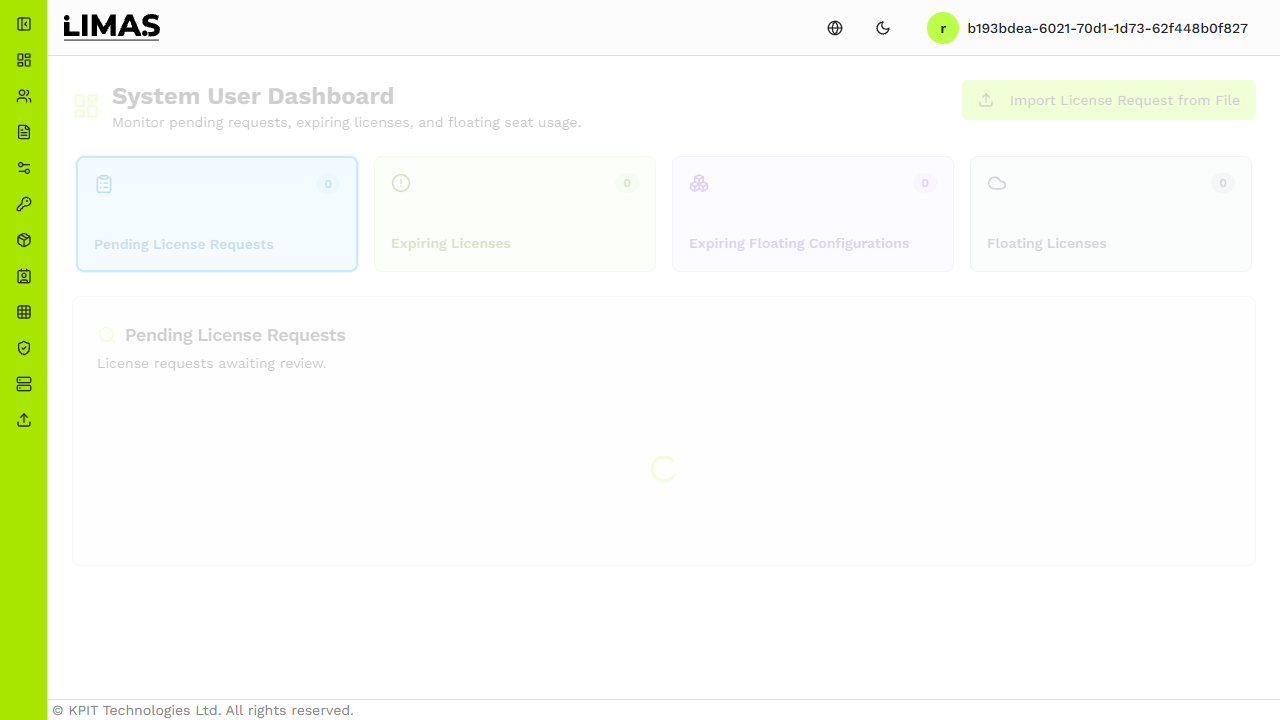 iLIMAS
r
b193bdea-6021-70d1-1d73-62f448b0f827
System User Dashboard
Monitor pending requests, expiring licenses, and floating seat usage.
Import License Request from File
0
Pending License Requests
0
Expiring Licenses
0
Expiring Floating Configurations
0
Floating Licenses
Pending License Requests
License requests awaiting review.
© KPIT Technologies Ltd. All rights reserved.